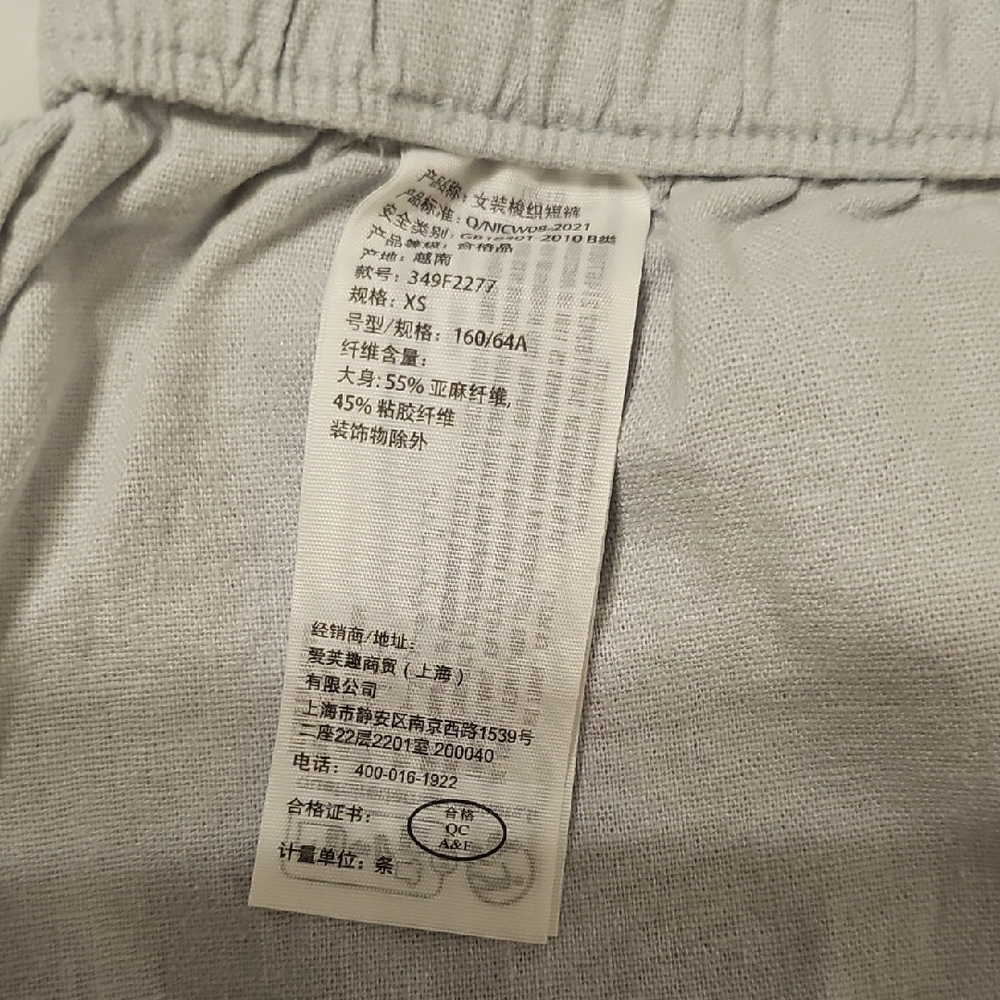 产品名称：女装梭织短裤
产品标准：Q/NJCW08-2021
安全类别：GB18401-2010 B类
产品等级：合格品
产地：越南
款号：349F2277
规格：XS
号型/规格：160/64A
纤维含量：
大身: 55% 亚麻纤维,
45% 粘胶纤维
装饰物除外
经销商/地址：
爱芙趣商贸（上海）
有限公司
上海市静安区南京西路1539号
二座22层2201室 200040
电话： 400-016-1922
合格证书：
合格
QC
A&F
计量单位：条